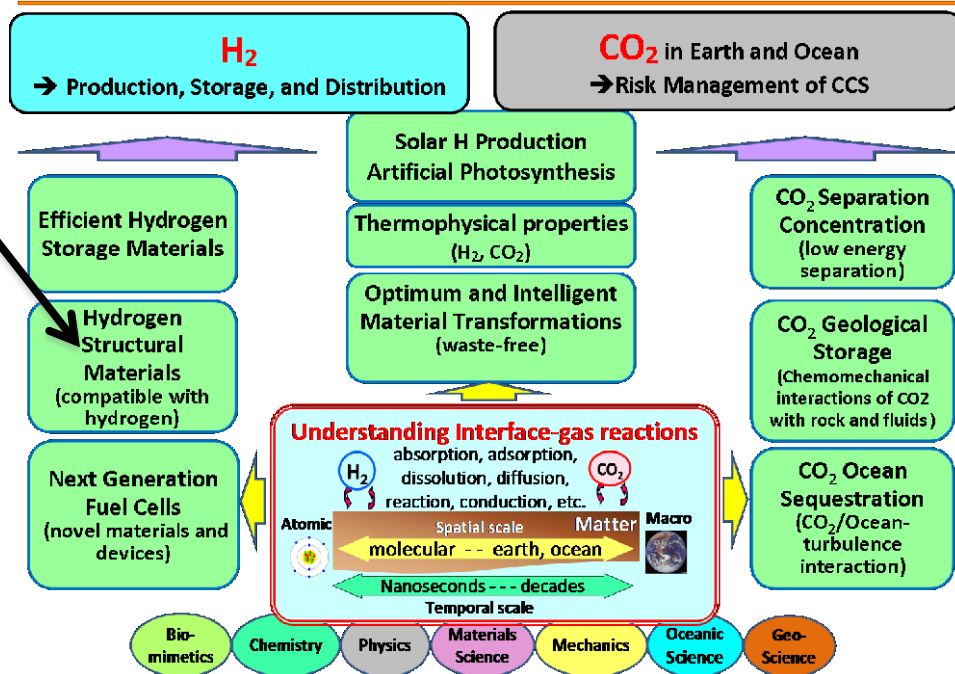 H₂
➔ Production, Storage, and Distribution
CO₂ in Earth and Ocean
➔Risk Management of CCS
Solar H Production
Artificial Photosynthesis
Efficient Hydrogen
Storage Materials
Thermophysical properties
(H₂, CO₂)
CO₂ Separation
Concentration
(low energy
separation)
Hydrogen
Structural
Materials
(compatible with
hydrogen)
Optimum and Intelligent
Material Transformations
(waste-free)
CO₂ Geological
Storage
(Chemomechanical
interactions of CO2
with rock and fluids)
Next Generation
Fuel Cells
(novel materials and
devices)
Understanding Interface-gas reactions
absorption, adsorption,
dissolution, diffusion,
reaction, conduction, etc.
H₂
CO₂
Atomic
Spatial scale
Matter
Macro
molecular -- earth, ocean
Nanoseconds --- decades
Temporal scale
CO₂ Ocean
Sequestration
(CO₂/Ocean-
turbulence
interaction)
Bio-
mimetics
Chemistry
Physics
Materials
Science
Mechanics
Oceanic
Science
Geo-
Science